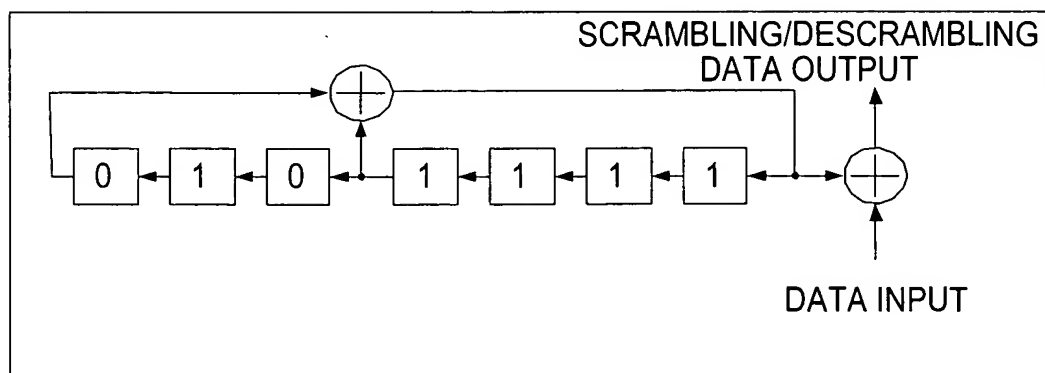 SCRAMBLING/DESCRAMBLING
DATA OUTPUT
0 1 0 1 1 1 1
DATA INPUT